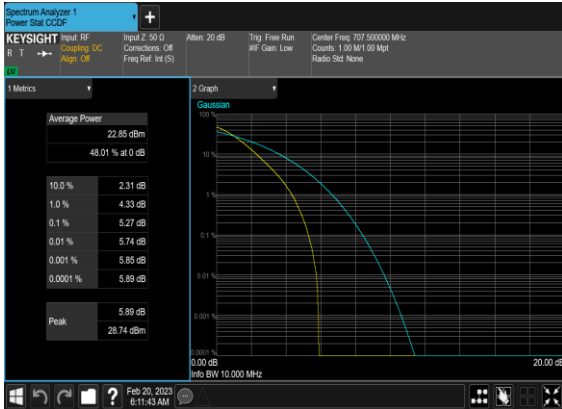 Spectrum Analyzer 1
Power Stat CCDF
KEYSIGHT
R T
Input: RF
Coupling: DC
Align: Off
Input Z: 50 Ω
Corrections: Off
Freq Ref: Int (S)
Atten: 20 dB
Trig: Free Run
#IF Gain: Low
Center Freq: 707.500000 MHz
Counts: 1.00 M/1.00 Mpt
Radio Std: None
1 Metrics
Average Power
22.85 dBm
48.01 % at 0 dB
10.0 % 2.31 dB
1.0 % 4.33 dB
0.1 % 5.27 dB
0.01 % 5.74 dB
0.001 % 5.85 dB
0.0001 % 5.89 dB
Peak
5.89 dB
28.74 dBm
2 Graph
Gaussian
100 %
10 %
1 %
0.1 %
0.01 %
0.001 %
0.0001 %
0.00 dB
20.00 dB
Info BW 10.000 MHz
Feb 20, 2023
6:11:43 AM